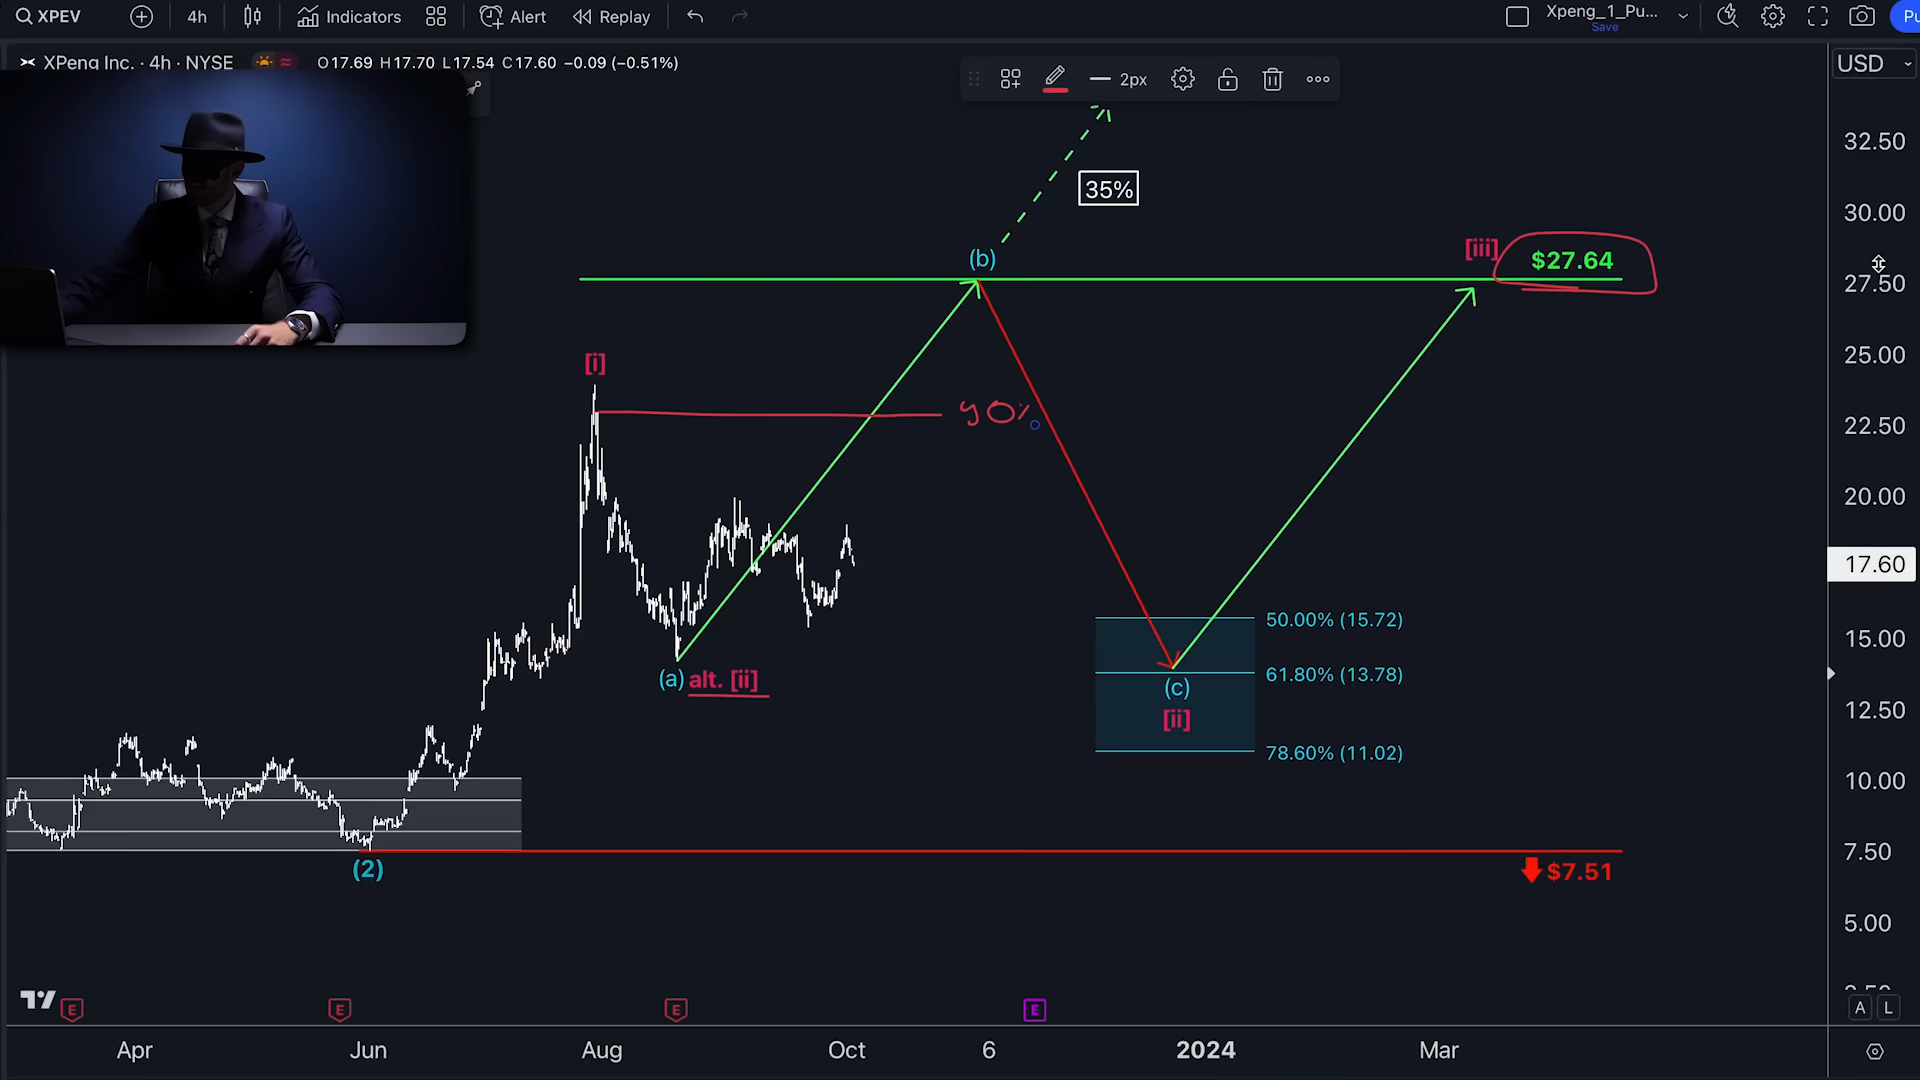 XPEV
4h
Indicators
Alert
Replay
Xpeng_1_Pu...
Save
Pu
XPeng Inc. · 4h · NYSE
O17.69 H17.70 L17.54 C17.60 −0.09 (−0.51%)
2px
USD
32.50
35%
30.00
(b)
[iii]
$27.64
27.50
25.00
[i]
90%
22.50
20.00
17.60
50.00% (15.72)
15.00
61.80% (13.78)
(a) alt. [ii]
(c)
[ii]
12.50
78.60% (11.02)
10.00
7.50
(2)
$7.51
5.00
E
E
E
E
A
L
Apr
Jun
Aug
Oct
6
2024
Mar